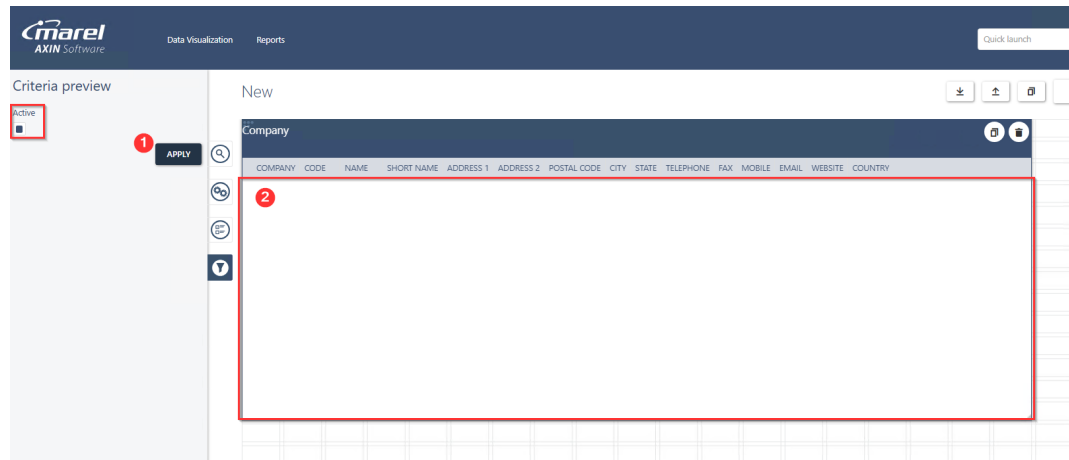 marel
AXIN Software
Data Visualization
Reports
Quick launch
Criteria preview
Active
1
APPLY
New
Company
COMPANY CODE NAME SHORT NAME ADDRESS 1 ADDRESS 2 POSTAL CODE CITY STATE TELEPHONE FAX MOBILE EMAIL WEBSITE COUNTRY
2